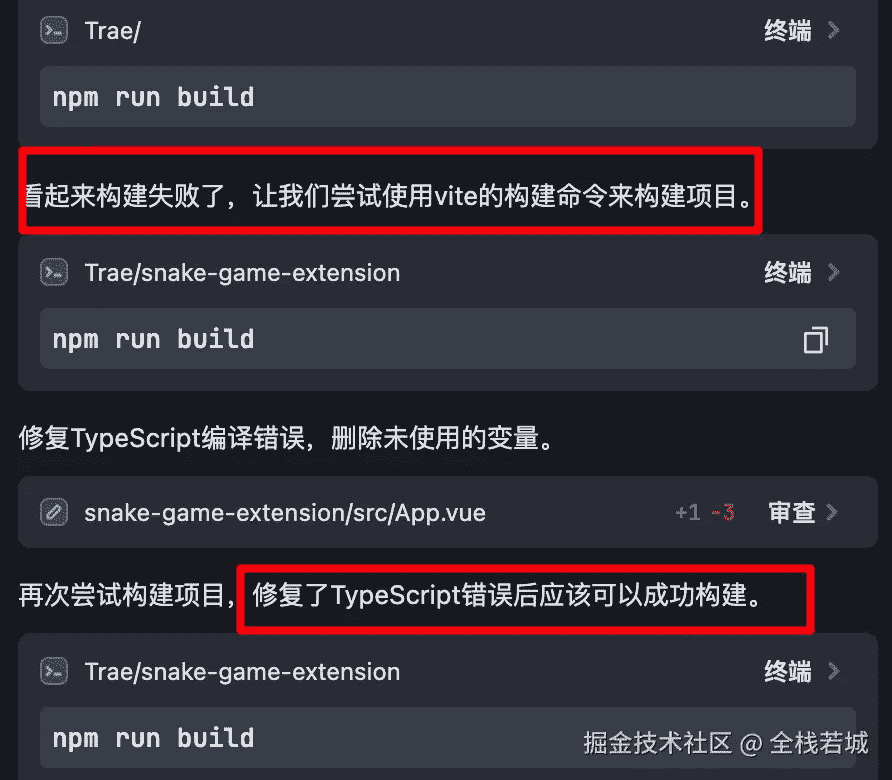 Trae/ 终端
npm run build
看起来构建失败了，让我们尝试使用vite的构建命令来构建项目。
Trae/snake-game-extension 终端
npm run build
修复TypeScript编译错误，删除未使用的变量。
snake-game-extension/src/App.vue +1 -3 审查
再次尝试构建项目，修复了TypeScript错误后应该可以成功构建。
Trae/snake-game-extension 终端
npm run build
掘金技术社区 @ 全栈若城